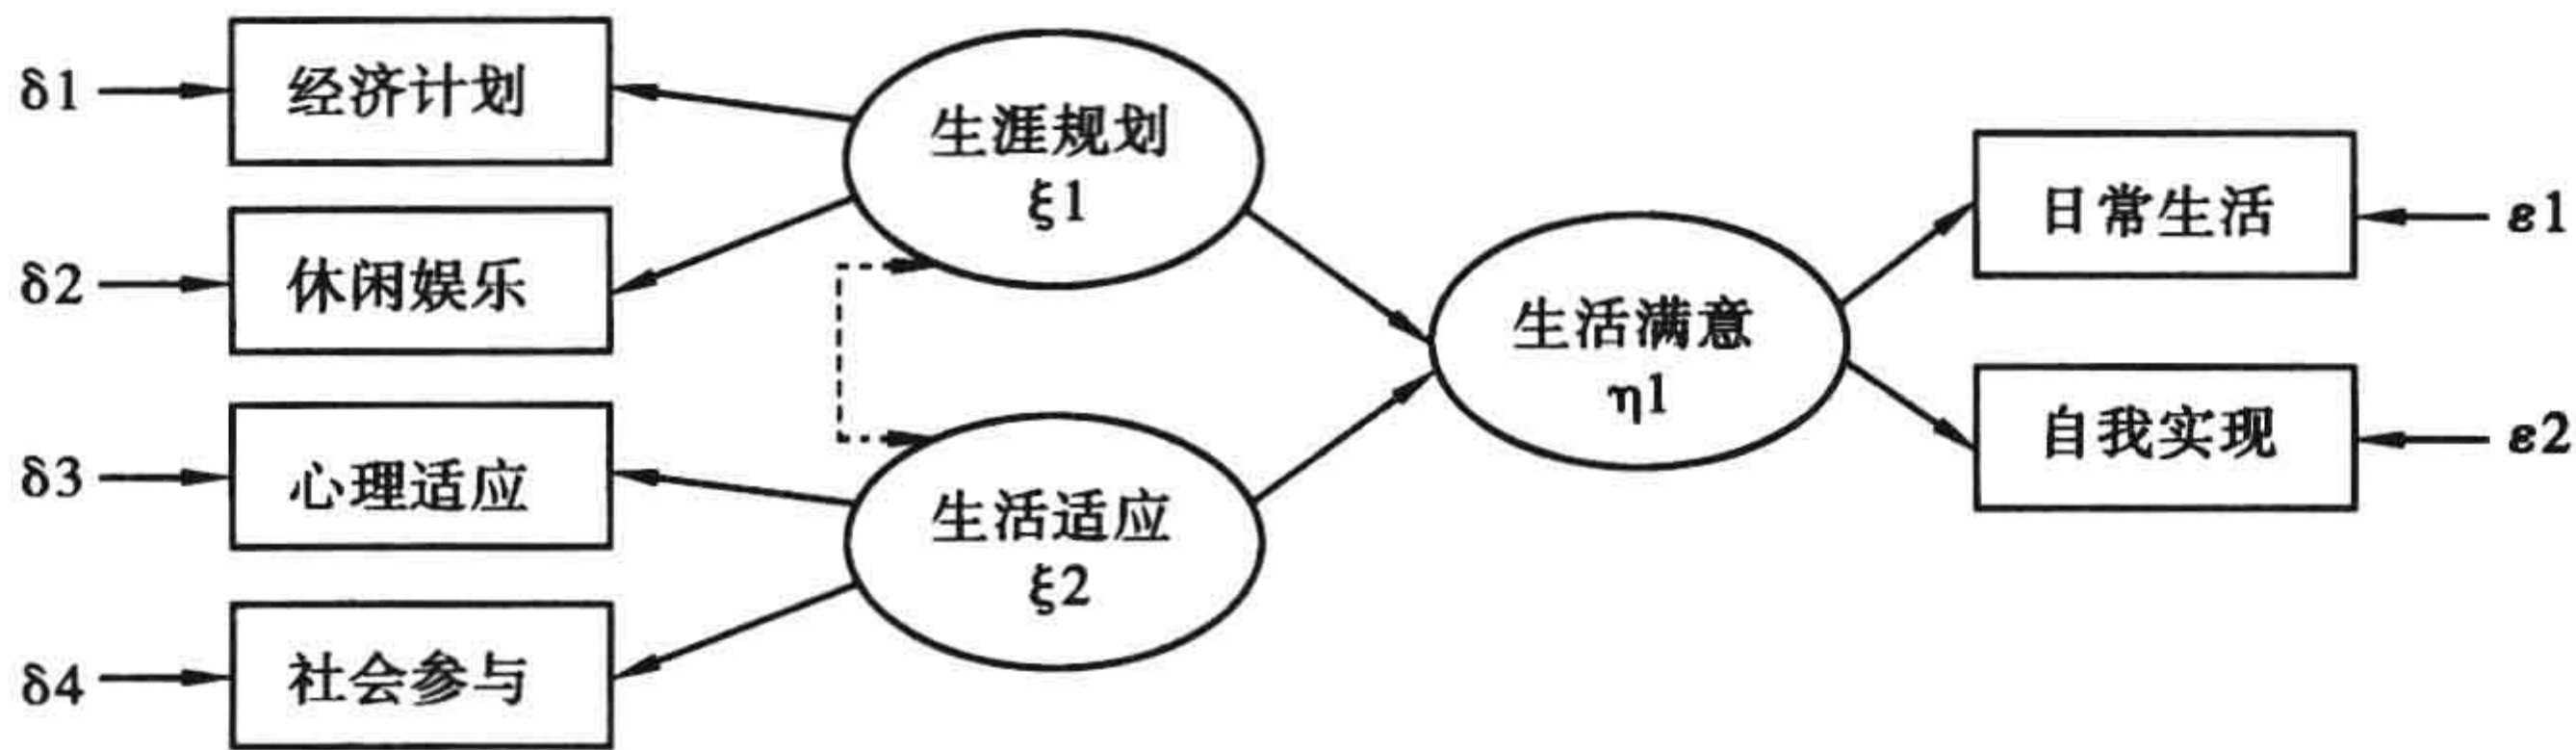 δ1
经济计划
δ2
休闲娱乐
δ3
心理适应
δ4
社会参与
生涯规划
ξ1
生活适应
ξ2
生活满意
η1
日常生活
ε1
自我实现
ε2